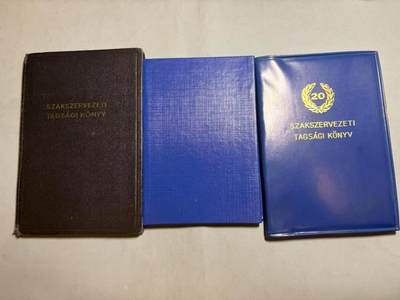 SZAKSZERVEZETI
TAGSÁGI KÖNYV
20
SZAKSZERVEZETI
TAGSÁGI KÖNYV